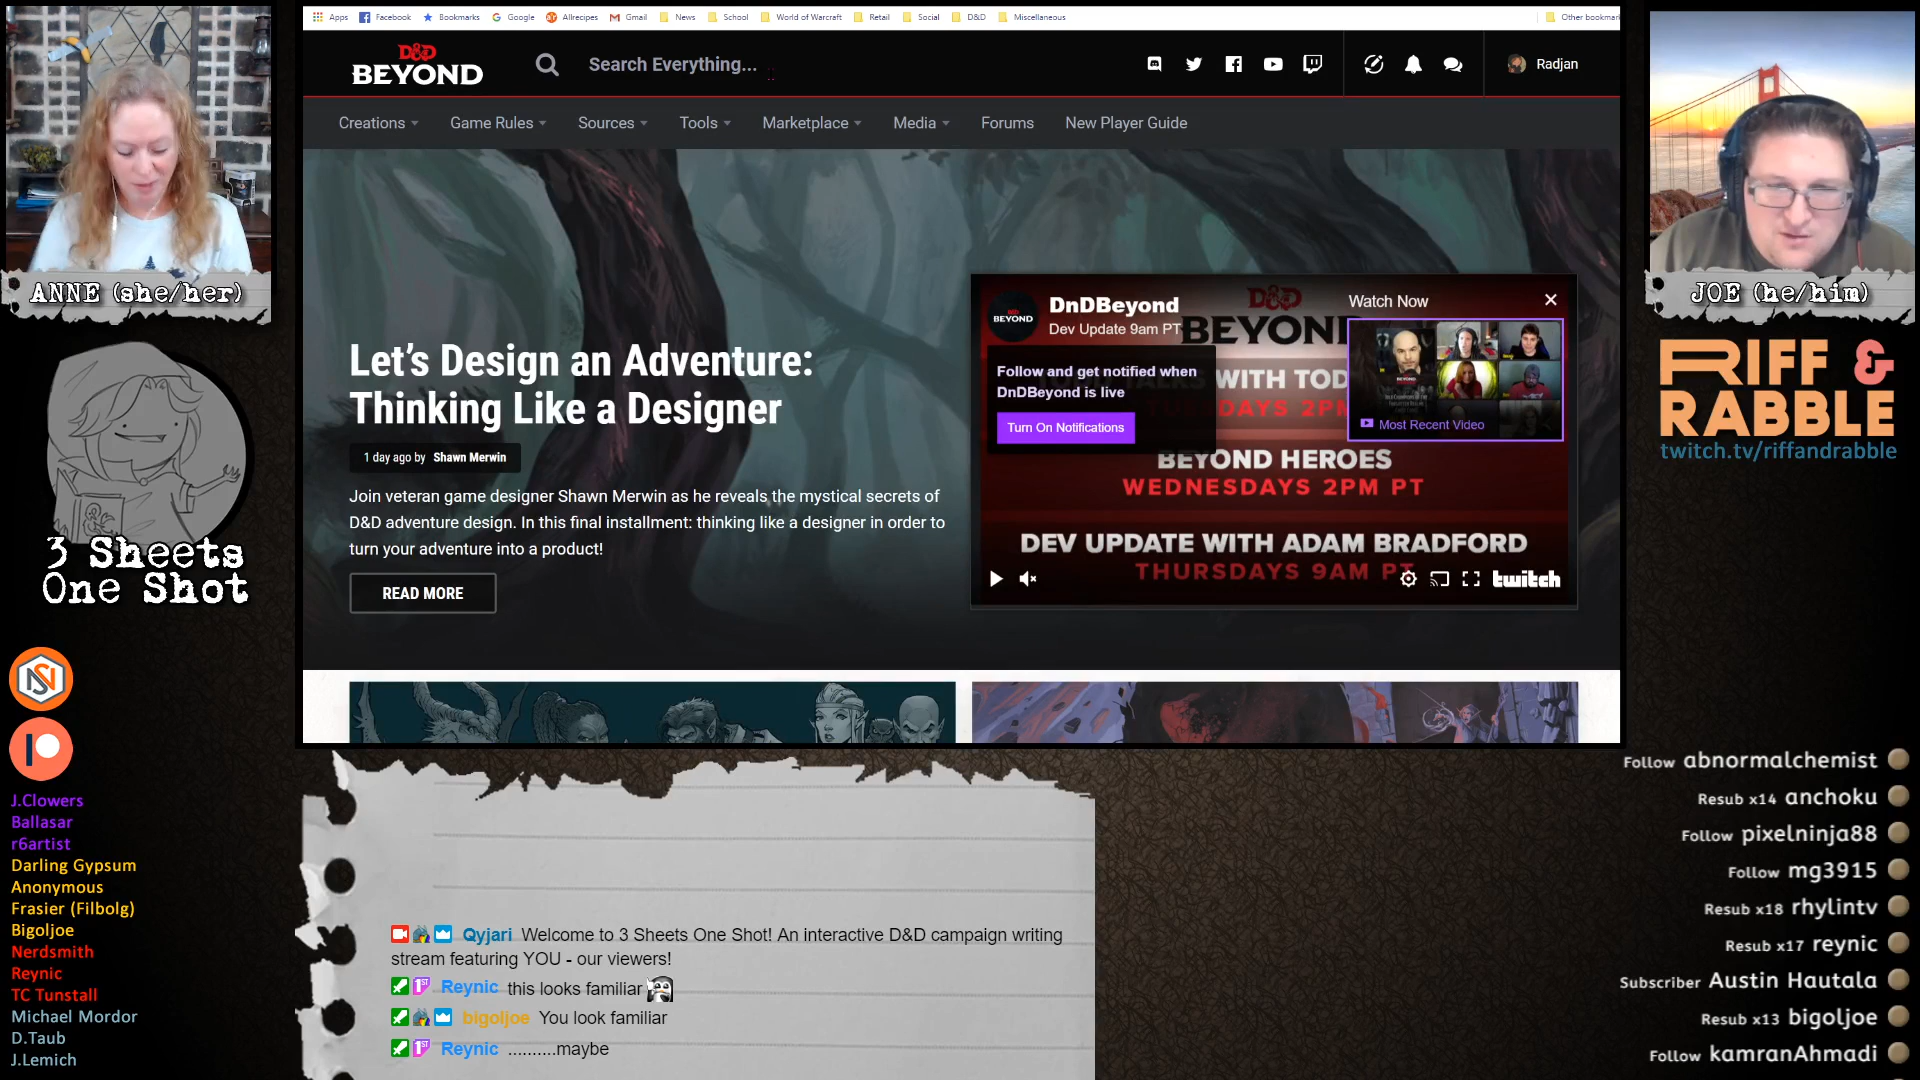 Apps Facebook Bookmarks Google Allrecipes Gmail News School World of Warcraft Retail Social D&D Miscellaneous
D&D
BEYOND
Search Everything...
Radjan
Creations Game Rules Sources Tools Marketplace Media Forums New Player Guide
ANNE (she/her)
JOE (he/him)
3 Sheets
One Shot
RIFF &
RABBLE
twitch.tv/riffandrabble
Let's Design an Adventure:
Thinking Like a Designer
1 day ago by Shawn Merwin
Join veteran game designer Shawn Merwin as he reveals the mystical secrets of
D&D adventure design. In this final installment: thinking like a designer in order to
turn your adventure into a product!
READ MORE
BEYOND
DnDBeyond
Dev Update 9am PT
D&D
BEYOND
Watch Now
Follow and get notified when
DnDBeyond is live
Turn On Notifications
WITH TOD
TUESDAYS 2PM
Most Recent Video
BEYOND HEROES
WEDNESDAYS 2PM PT
DEV UPDATE WITH ADAM BRADFORD
THURSDAYS 9AM PT
twitch
J.Clowers
Ballasar
r6artist
Darling Gypsum
Anonymous
Frasier (Filbolg)
Bigoljoe
Nerdsmith
Reynic
TC Tunstall
Michael Mordor
D.Taub
J.Lemich
Qyjari Welcome to 3 Sheets One Shot! An interactive D&D campaign writing
stream featuring YOU - our viewers!
1ST Reynic this looks familiar
bigoljoe You look familiar
1ST Reynic ..........maybe
Follow abnormalchemist
Resub x14 anchoku
Follow pixelninja88
Follow mg3915
Resub x18 rhylintv
Resub x17 reynic
Subscriber Austin Hautala
Resub x13 bigoljoe
Follow kamranAhmadi